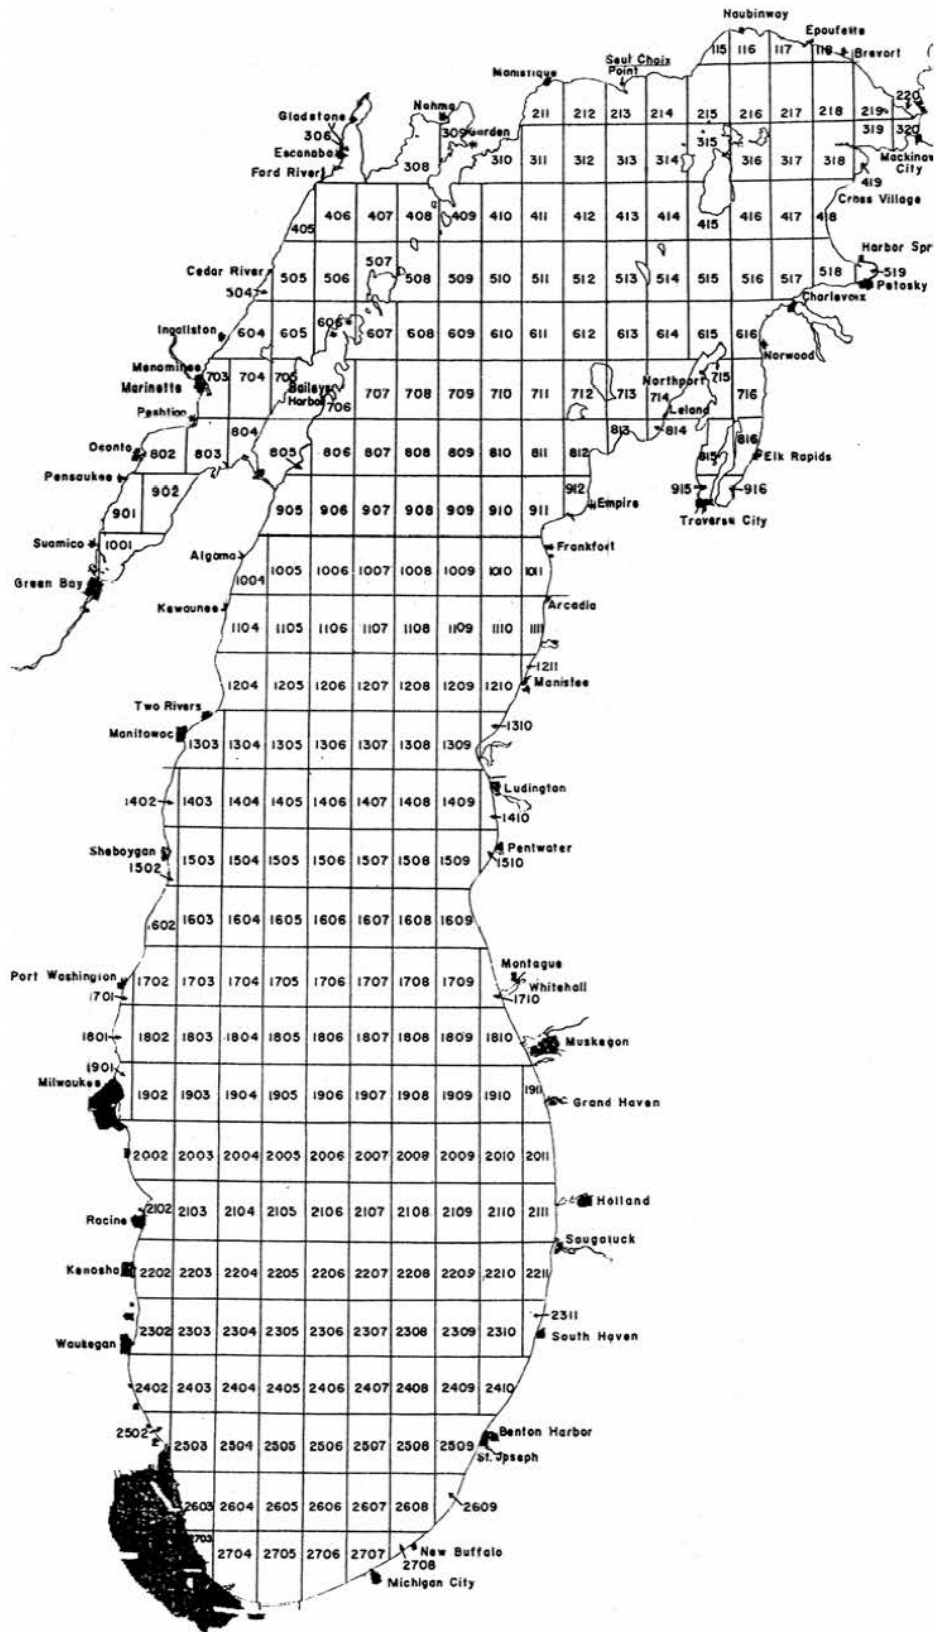 Naubinway
Epoufette
115 116 117 118 Brevort
Seul Choix
Point
Manistique
Gladstone
Nahma
220
211 212 213 214 215 216 217 218 219
306
309 Garden
315
319 320
Escanaba
Ford River
308 310 311 312 313 314 316 317 318
Mackinaw
City
419
Cross Village
405 406 407 408 409 410 411 412 413 414 415 416 417 418
Harbor Spr
507
Cedar River
504
505 506 508 509 510 511 512 513 514 515 516 517 518 519
Petosky
Charlevoix
606
Ingallston
604 605 607 608 609 610 611 612 613 614 615 616
Norwood
Menominee
Marinette
703 704 705
Baileys
Harbor
706 707 708 709 710 711 712 713
Northport
714 715 716
Leland
Peshtigo
804 813 814
Oconto
802 803 805 806 807 808 809 810 811 812 815 816 Elk Rapids
Pensaukee
902
912
915 916
901 905 906 907 908 909 910 911 Empire
Traverse City
Suamico
1001
Algoma
Frankfort
Green Bay
1004 1005 1006 1007 1008 1009 1010 1011
Kewaunee
Arcadia
1104 1105 1106 1107 1108 1109 1110 1111
1211
1204 1205 1206 1207 1208 1209 1210 Manistee
Two Rivers
Manitowoc
1310
1303 1304 1305 1306 1307 1308 1309
Ludington
1402 1403 1404 1405 1406 1407 1408 1409
1410
Sheboygan
Pentwater
1502 1503 1504 1505 1506 1507 1508 1509 1510
1602 1603 1604 1605 1606 1607 1608 1609
Montague
Port Washington
1702 1703 1704 1705 1706 1707 1708 1709
Whitehall
1701 1710
1801 1802 1803 1804 1805 1806 1807 1808 1809 1810 Muskegon
1901
Milwaukee
1902 1903 1904 1905 1906 1907 1908 1909 1910 1911
Grand Haven
2002 2003 2004 2005 2006 2007 2008 2009 2010 2011
Holland
Racine
2102 2103 2104 2105 2106 2107 2108 2109 2110 2111
Saugatuck
Kenosha 2202 2203 2204 2205 2206 2207 2208 2209 2210 2211
2311
Waukegan 2302 2303 2304 2305 2306 2307 2308 2309 2310 South Haven
2402 2403 2404 2405 2406 2407 2408 2409 2410
2502
Benton Harbor
2503 2504 2505 2506 2507 2508 2509
St. Joseph
2603 2604 2605 2606 2607 2608 2609
2703
2704 2705 2706 2707 2708
New Buffalo
Michigan City